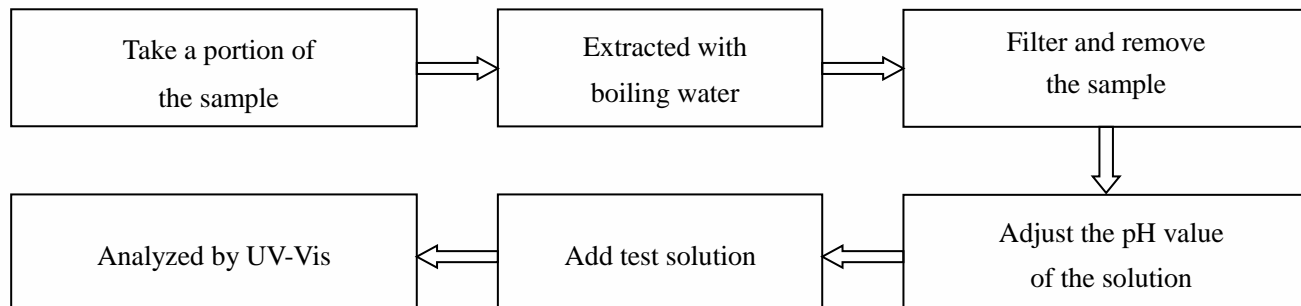 Take a portion of
the sample
Extracted with
boiling water
Filter and remove
the sample
Adjust the pH value
of the solution
Add test solution
Analyzed by UV-Vis